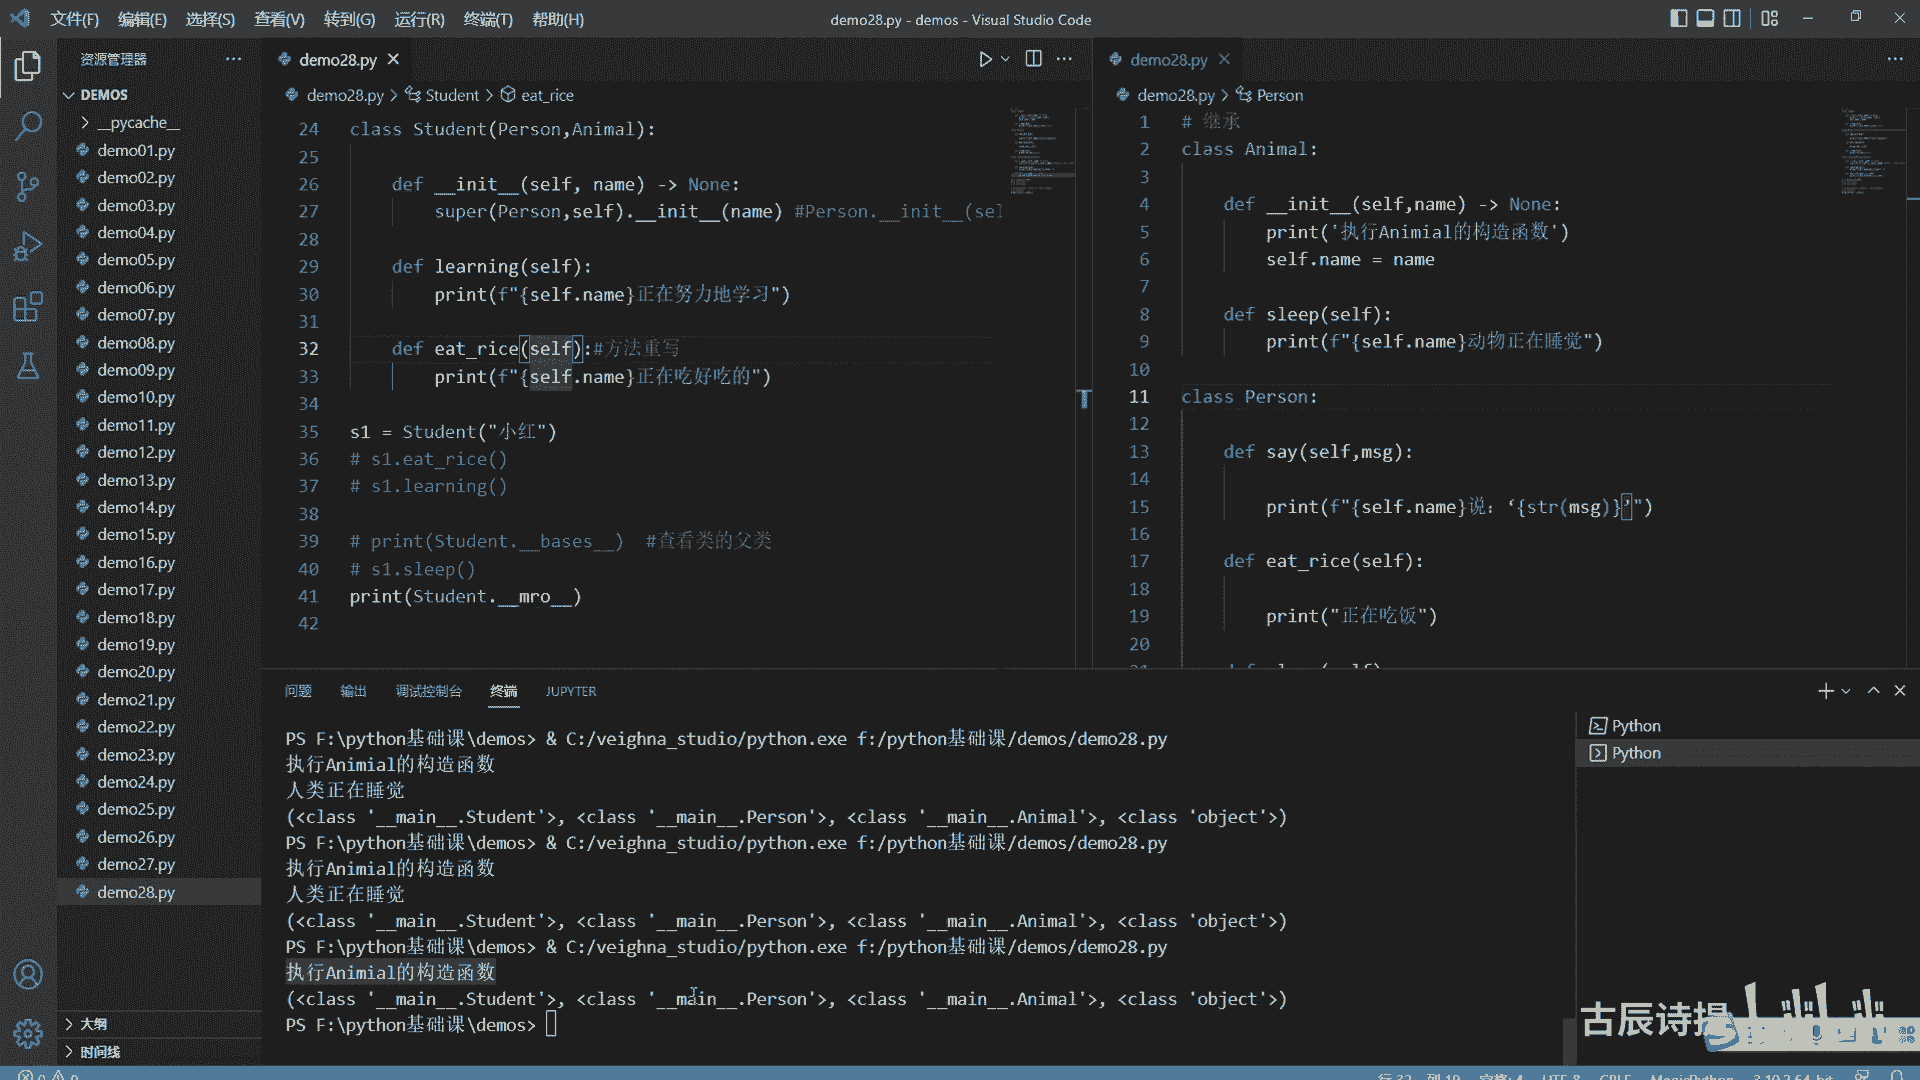 文件(F) 编辑(E) 选择(S) 查看(V) 转到(G) 运行(R) 终端(T) 帮助(H)
demo28.py - demos - Visual Studio Code
资源管理器
DEMOS
__pycache__
demo01.py
demo02.py
demo03.py
demo04.py
demo05.py
demo06.py
demo07.py
demo08.py
demo09.py
demo10.py
demo11.py
demo12.py
demo13.py
demo14.py
demo15.py
demo16.py
demo17.py
demo18.py
demo19.py
demo20.py
demo21.py
demo22.py
demo23.py
demo24.py
demo25.py
demo26.py
demo27.py
demo28.py
大纲
时间线
demo28.py
demo28.py > Student > eat_rice
24 class Student(Person,Animal):
25
26 def __init__(self, name) -> None:
27 super(Person,self).__init__(name) #Person.__init__(sel
28
29 def learning(self):
30 print(f"{self.name}正在努力地学习")
31
32 def eat_rice(self):#方法重写
33 print(f"{self.name}正在吃好吃的")
34
35 s1 = Student("小红")
36 # s1.eat_rice()
37 # s1.learning()
38
39 # print(Student.__bases__) #查看类的父类
40 # s1.sleep()
41 print(Student.__mro__)
42
demo28.py
demo28.py > Person
1 # 继承
2 class Animal:
3
4 def __init__(self,name) -> None:
5 print('执行Animial的构造函数')
6 self.name = name
7
8 def sleep(self):
9 print(f"{self.name}动物正在睡觉")
10
11 class Person:
12
13 def say(self,msg):
14
15 print(f"{self.name}说：‘{str(msg)}’")
16
17 def eat_rice(self):
18
19 print("正在吃饭")
20
问题 输出 调试控制台 终端 JUPYTER
PS F:\python基础课\demos> & C:/veighna_studio/python.exe f:/python基础课/demos/demo28.py
执行Animial的构造函数
人类正在睡觉
(<class '__main__.Student'>, <class '__main__.Person'>, <class '__main__.Animal'>, <class 'object'>)
PS F:\python基础课\demos> & C:/veighna_studio/python.exe f:/python基础课/demos/demo28.py
执行Animial的构造函数
人类正在睡觉
(<class '__main__.Student'>, <class '__main__.Person'>, <class '__main__.Animal'>, <class 'object'>)
PS F:\python基础课\demos> & C:/veighna_studio/python.exe f:/python基础课/demos/demo28.py
执行Animial的构造函数
(<class '__main__.Student'>, <class '__main__.Person'>, <class '__main__.Animal'>, <class 'object'>)
PS F:\python基础课\demos>
Python
Python
古辰诗